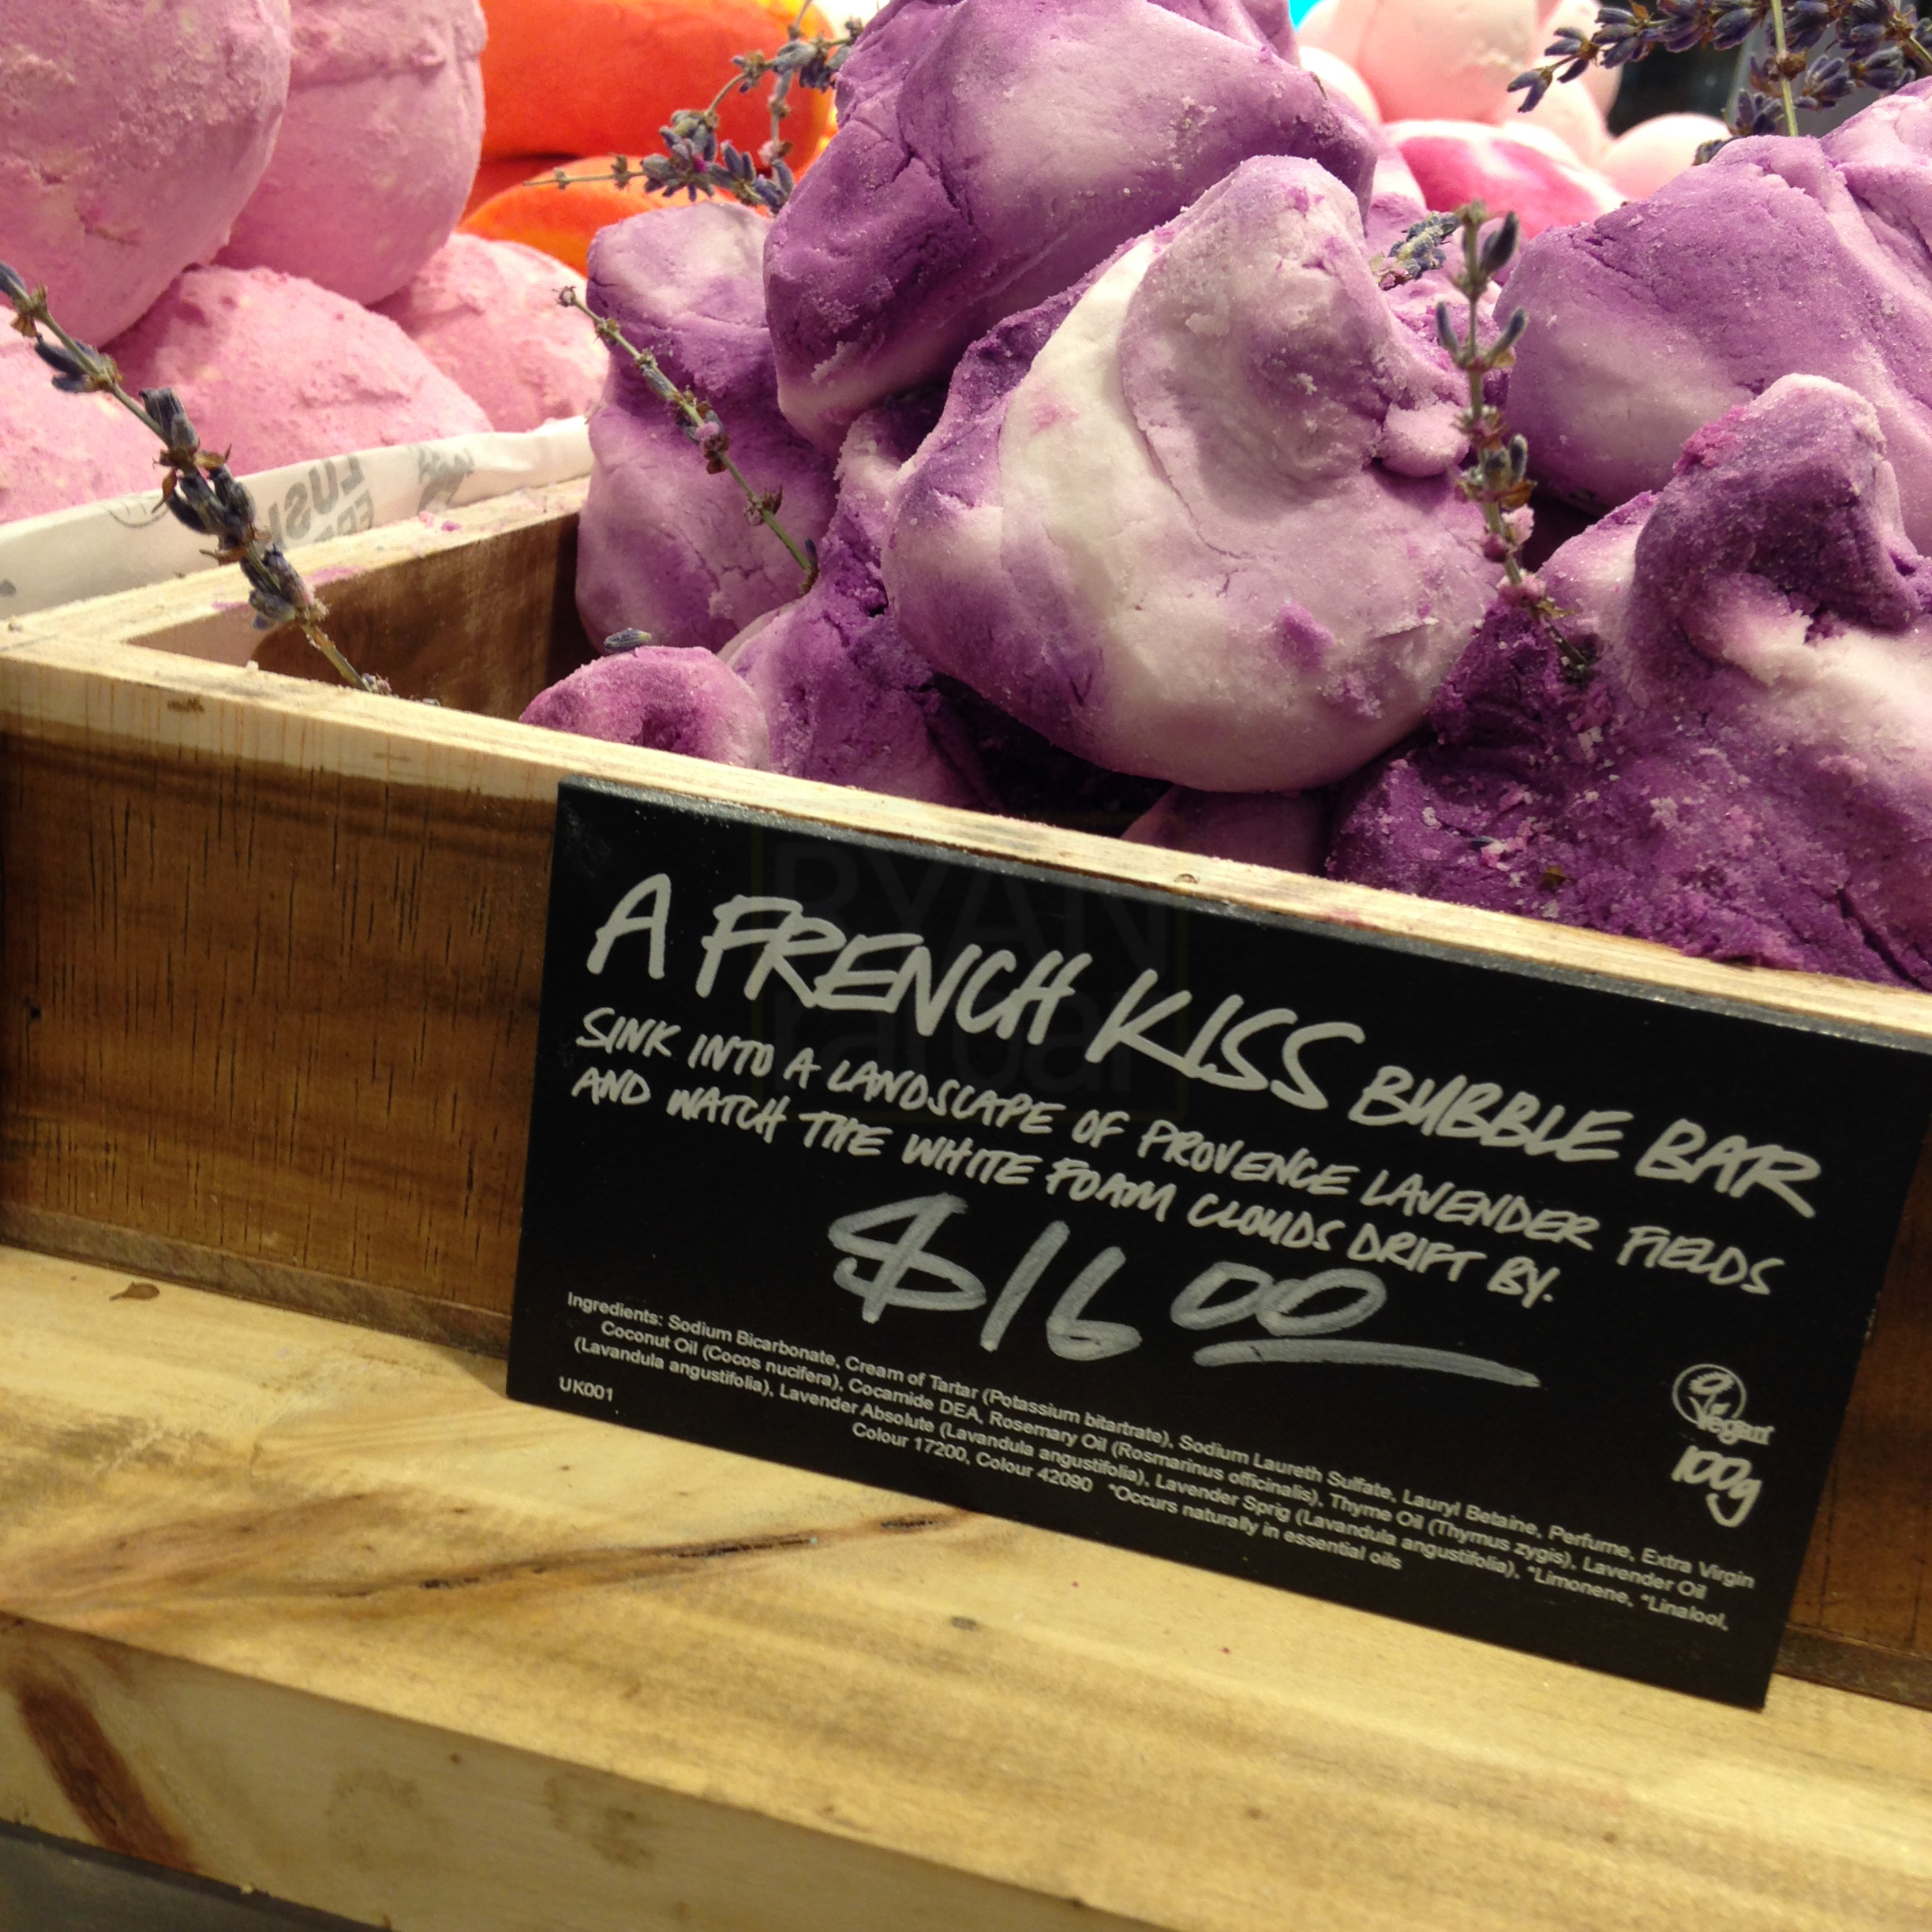 A FRENCH KISS BUBBLE BAR
SINK INTO A LANDSCAPE OF PROVENCE LAVENDER FIELDS
AND WATCH THE WHITE FOAM CLOUDS DRIFT BY.
$16 00
Ingredients: Sodium Bicarbonate, Cream of Tartar (Potassium bitartrate), Sodium Laureth Sulfate, Lauryl Betaine, Perfume, Extra Virgin
Coconut Oil (Cocos nucifera), Cocamide DEA, Rosemary Oil (Rosmarinus officinalis), Thyme Oil (Thymus zygis), Lavender Oil
(Lavandula angustifolia), Lavender Absolute (Lavandula angustifolia), Lavender Sprig (Lavandula angustifolia), *Limonene, *Linalool,
Colour 17200, Colour 42090 *Occurs naturally in essential oils
UK001
Vegan
100g
LUSH
RYAN